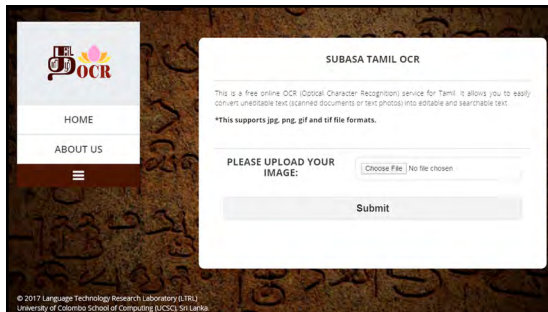 OCR
HOME
ABOUT US
SUBASA TAMIL OCR
This is a free online OCR (Optical Character Recognition) service for Tamil. It allows you to easily
convert uneditable text (scanned documents or text photos) into editable and searchable text.
*This supports jpg, png, gif and tif file formats.
PLEASE UPLOAD YOUR
IMAGE:
Choose File No file chosen
Submit
© 2017 Language Technology Research Laboratory (LTRL)
University of Colombo School of Computing (UCSC), Sri Lanka.